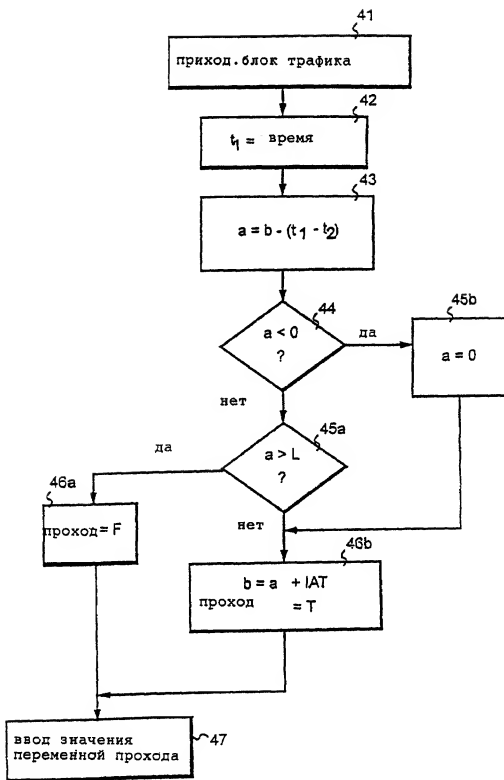 41
приход.блок трафика
42
t1 = время
43
a = b - (t1 - t2)
44
a < 0
?
да
45b
a = 0
нет
45a
a > L
?
да
46a
проход = F
нет
46b
b = a + IAT
проход = T
ввод значения
переменной прохода
47